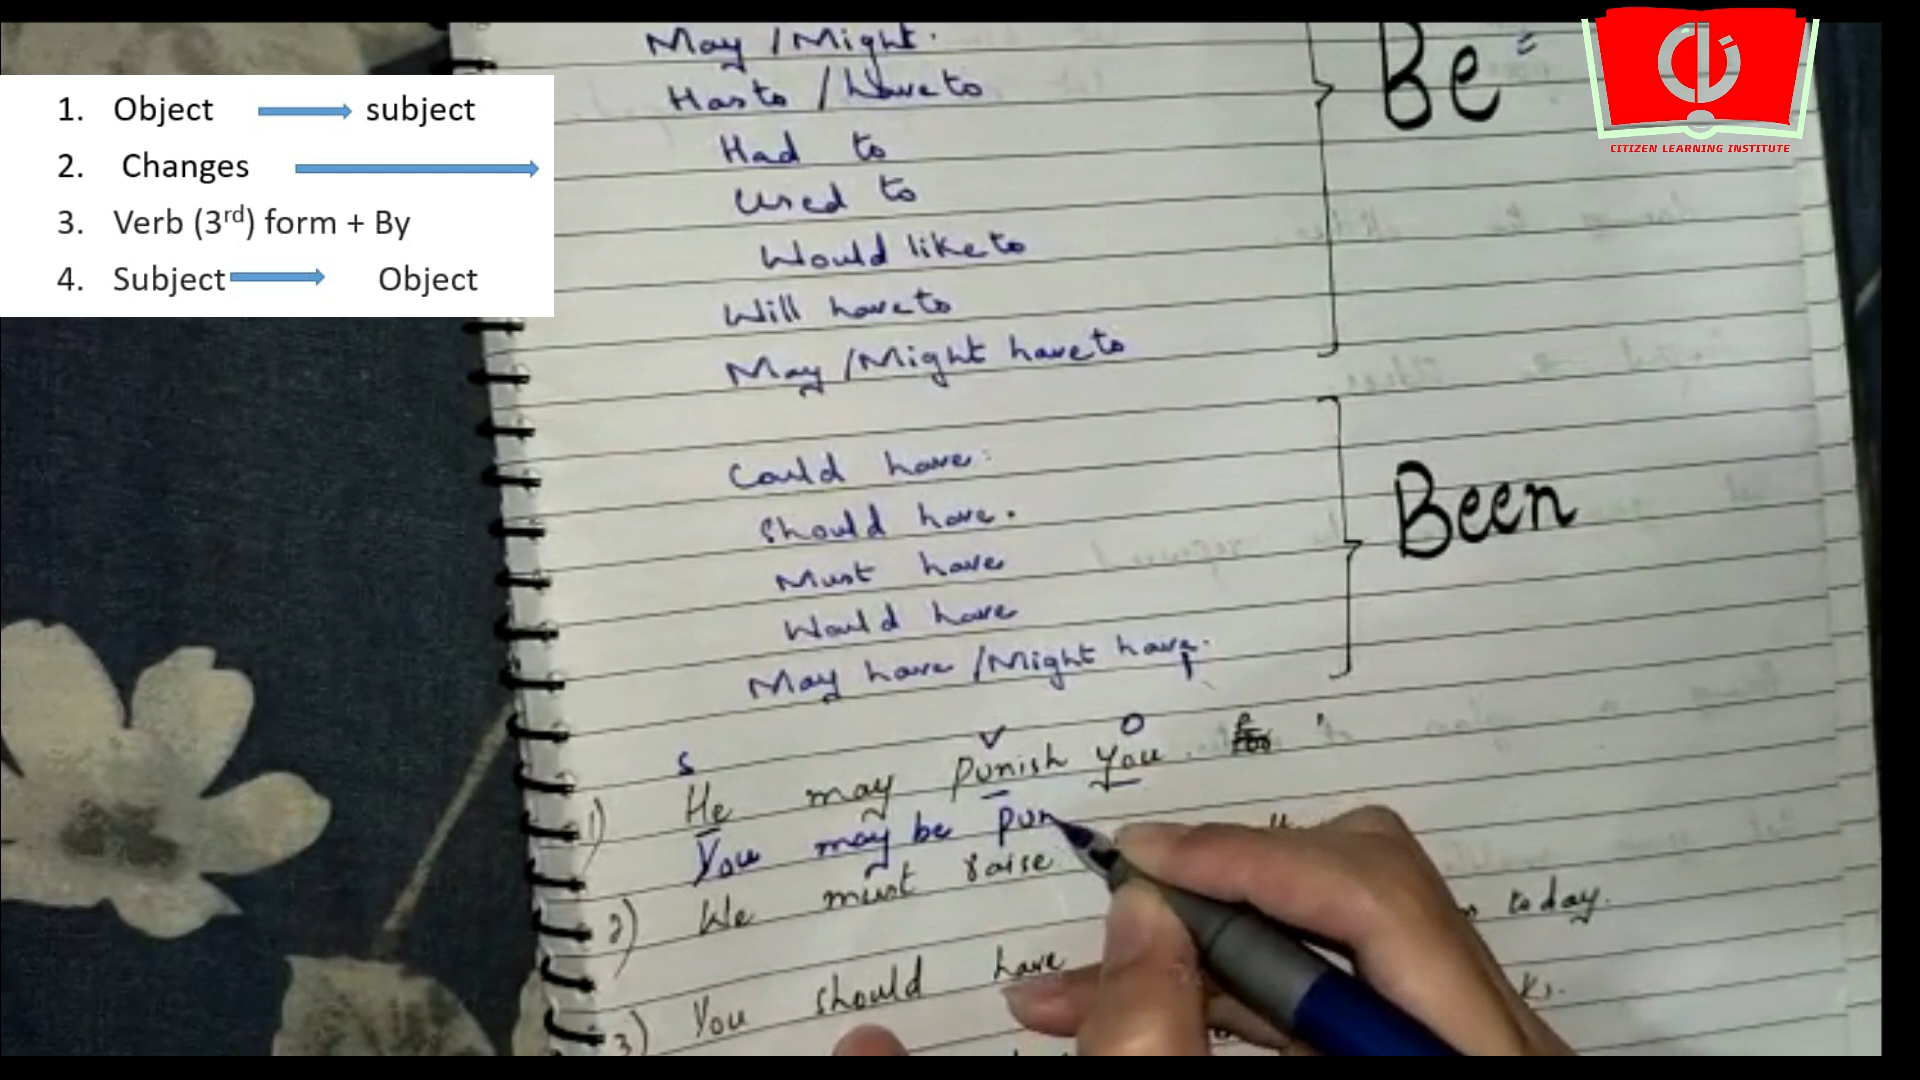 1. Object subject
2. Changes
3. Verb (3rd) form + By
4. Subject Object
CITIZEN LEARNING INSTITUTE
May / Might.
Has to / have to
Had to
Used to
Would like to
Will have to
May / Might have to
Be
Could have:
Should have.
Must have
Would have
May have / Might have.
Been
S V O
1) He may punish you.
You may be pun
2) We must raise today.
3) You should have